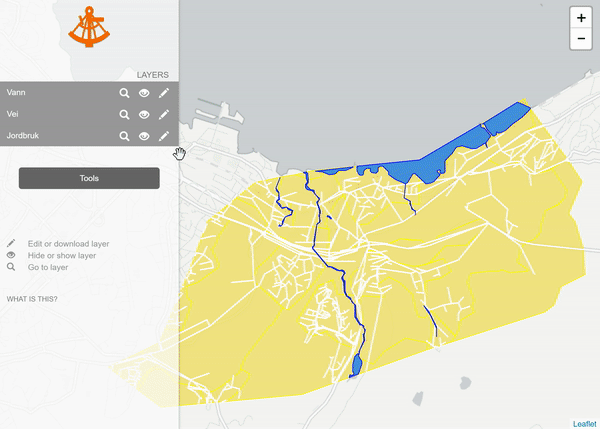 LAYERS
Vann
Vei
Jordbruk
Tools
Edit or download layer
Hide or show layer
Go to layer
WHAT IS THIS?
+
−
Leaflet